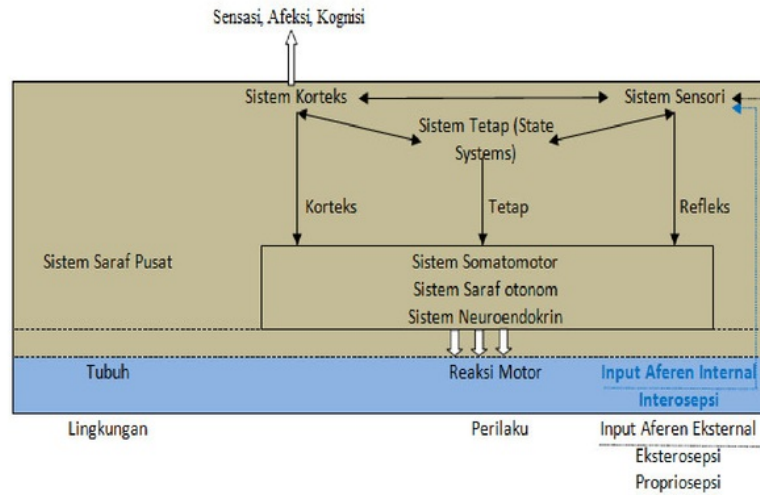 Sensasi, Afeksi, Kognisi
Sistem Korteks
Sistem Sensori
Sistem Tetap (State
Systems)
Korteks
Tetap
Refleks
Sistem Saraf Pusat
Sistem Somatomotor
Sistem Saraf otonom
Sistem Neuroendokrin
Tubuh
Reaksi Motor
Input Aferen Internal
Interosepsi
Lingkungan
Perilaku
Input Aferen Eksternal
Eksterosepsi
Propriosepsi